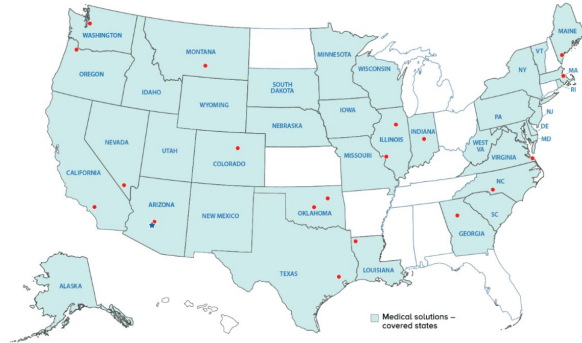 WASHINGTON
MAINE
MONTANA
VT
MINNESOTA
OREGON
WISCONSIN
NY
MA
RI
IDAHO
SOUTH
DAKOTA
WYOMING
IOWA
PA
NJ
NEBRASKA
DE
MD
NEVADA
ILLINOIS
INDIANA
WEST
VA
UTAH
COLORADO
MISSOURI
VIRGINIA
CALIFORNIA
NC
ARIZONA
NEW MEXICO
OKLAHOMA
SC
GEORGIA
TEXAS
LOUISIANA
ALASKA
Medical solutions –
covered states